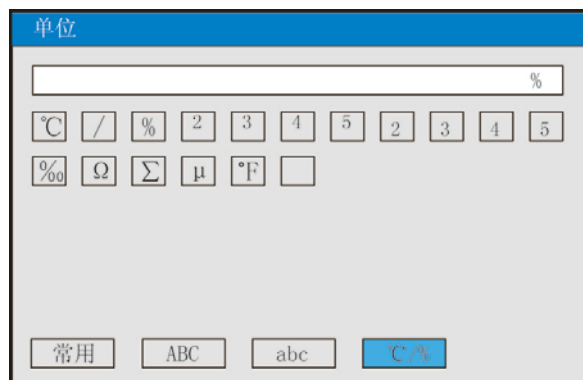 单位
%
℃ / % ² ³ ⁴ ⁵ ₂ ₃ ₄ ₅
‰ Ω Σ μ ℉
常用 ABC abc ℃/%